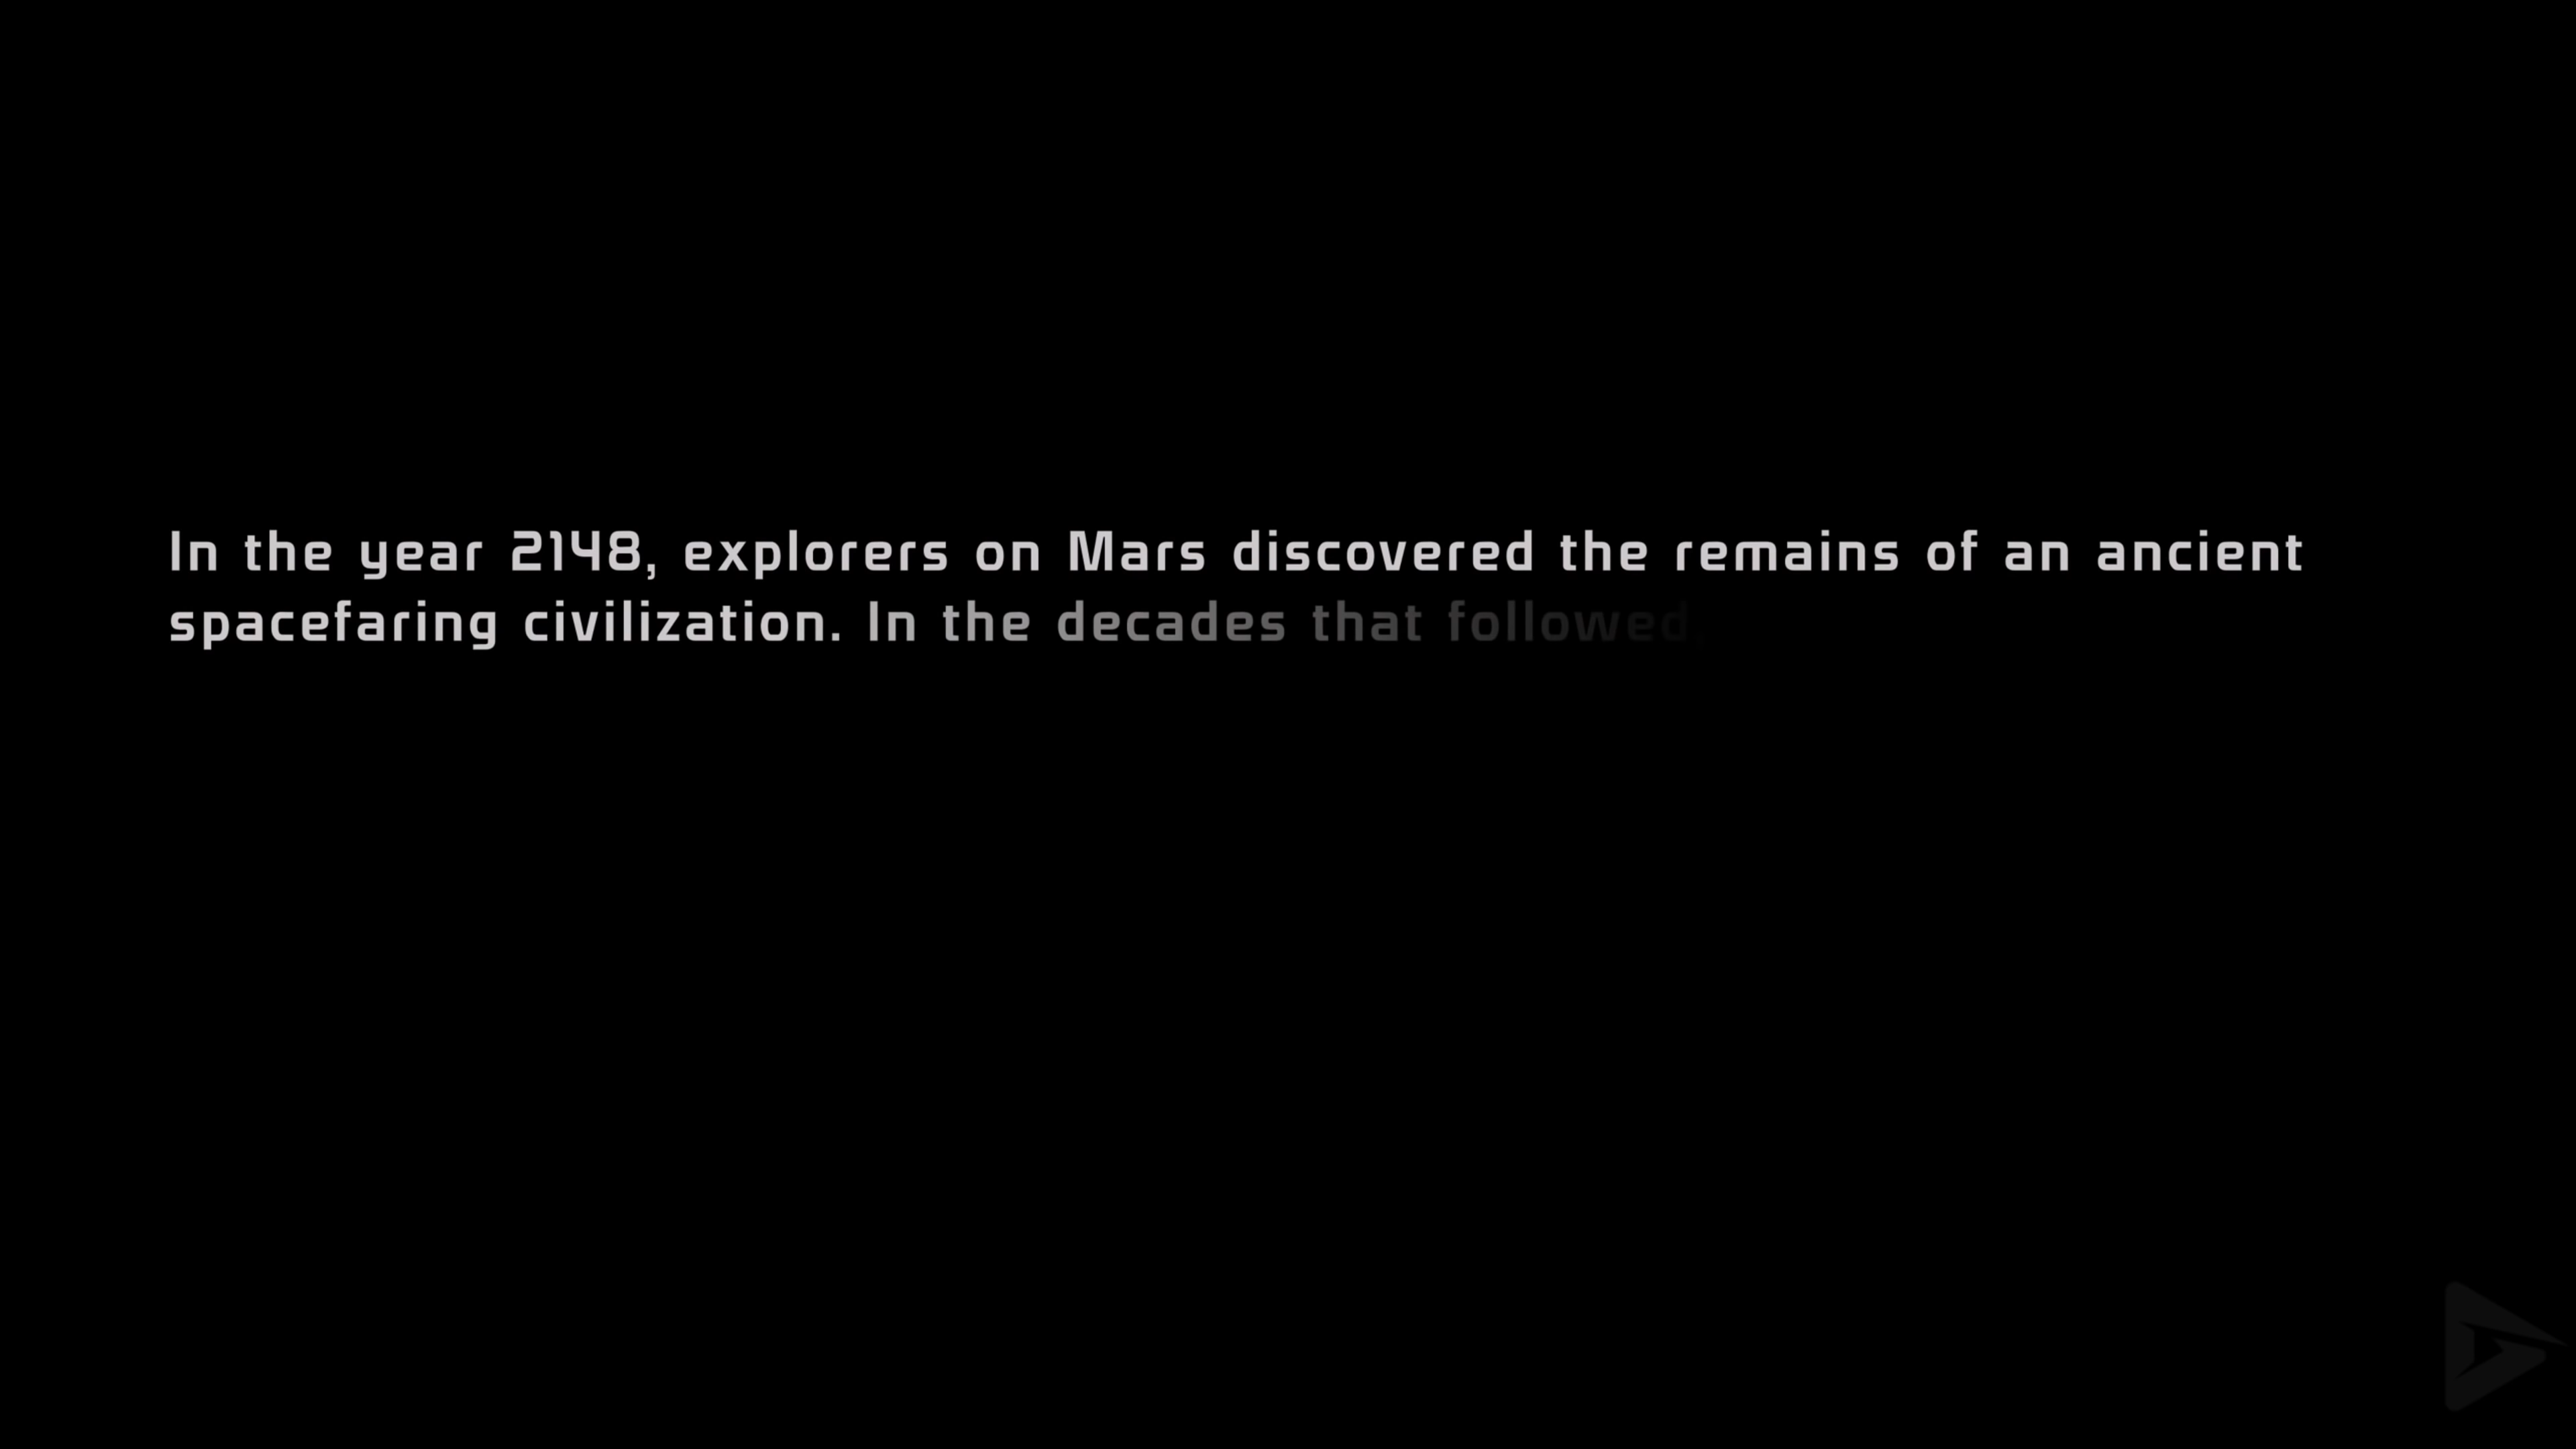 In the year 2148, explorers on Mars discovered the remains of an ancient
spacefaring civilization. In the decades that followed,